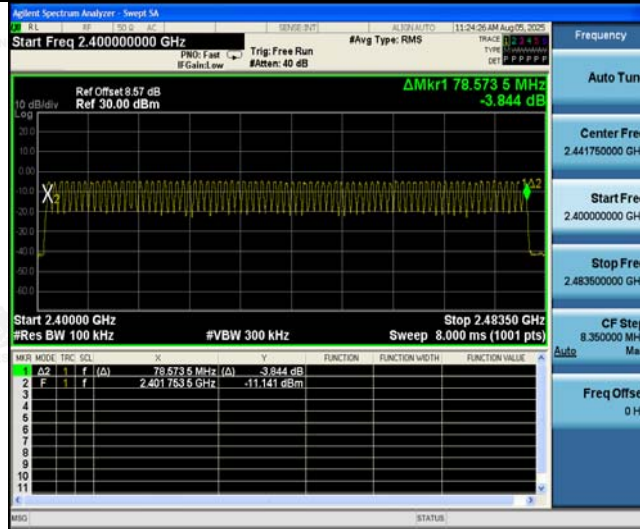 Agilent Spectrum Analyzer - Swept SA
RL RF 50 Ω AC SENSE:INT ALIGN AUTO 11:24:26 AM Aug 05, 2025
Start Freq 2.400000000 GHz
PNO: Fast
IFGain:Low
Trig: Free Run
#Atten: 40 dB
#Avg Type: RMS
TRACE 1 2 3 4 5 6
TYPE
DET P P P P P P
Ref Offset 8.57 dB
Ref 30.00 dBm
ΔMkr1 78.573 5 MHz
-3.844 dB
10 dB/div
Log
20.0
10.0
0.00
-10.0
-20.0
-30.0
-40.0
-50.0
-60.0
X2
1Δ2
Start 2.40000 GHz
Stop 2.48350 GHz
#Res BW 100 kHz
#VBW 300 kHz
Sweep 8.000 ms (1001 pts)
MKR MODE TRC SCL X Y FUNCTION FUNCTION WIDTH FUNCTION VALUE
1 Δ2 1 f (Δ) 78.573 5 MHz (Δ) -3.844 dB
2 F 1 f 2.401 753 5 GHz -11.141 dBm
3
4
5
6
7
8
9
10
11
MSG
STATUS
Frequency
Auto Tun
Center Fre
2.441750000 GH
Start Fre
2.400000000 GH
Stop Fre
2.483500000 GH
CF Step
8.350000 MH
Auto Ma
Freq Offse
0 H